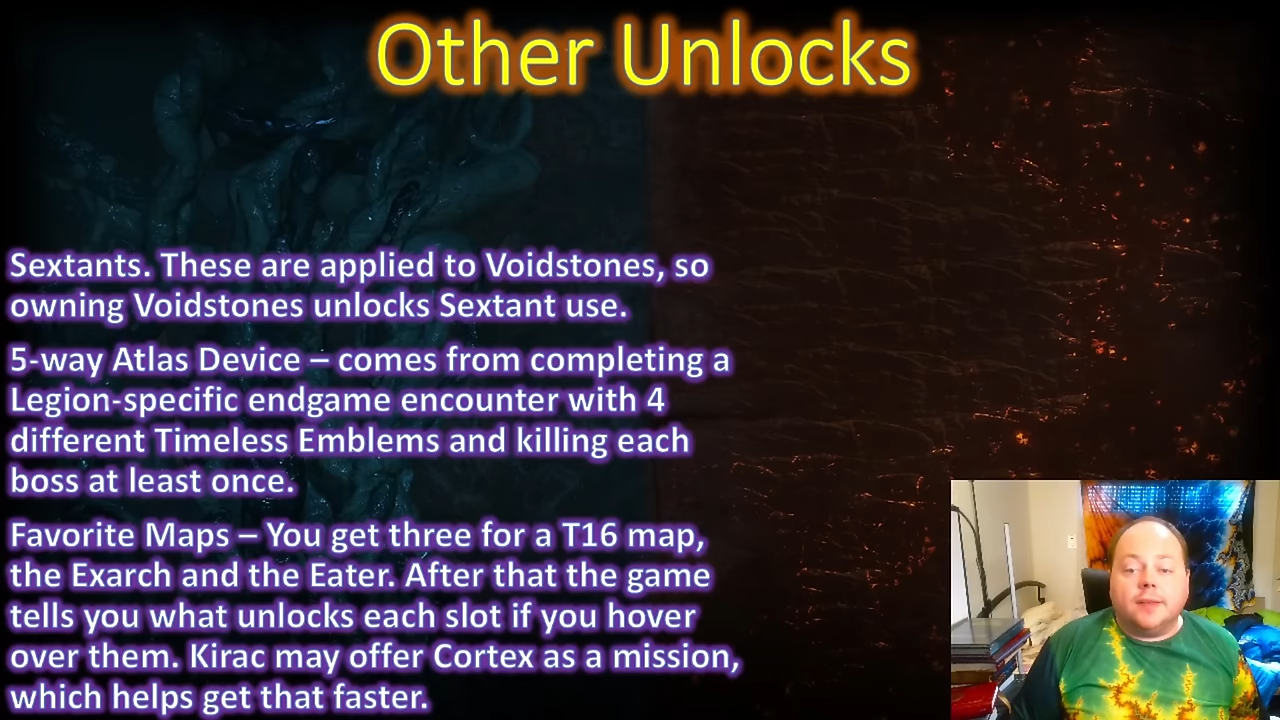 Other Unlocks
Sextants. These are applied to Voidstones, so
owning Voidstones unlocks Sextant use.
5-way Atlas Device – comes from completing a
Legion-specific endgame encounter with 4
different Timeless Emblems and killing each
boss at least once.
Favorite Maps – You get three for a T16 map,
the Exarch and the Eater. After that the game
tells you what unlocks each slot if you hover
over them. Kirac may offer Cortex as a mission,
which helps get that faster.